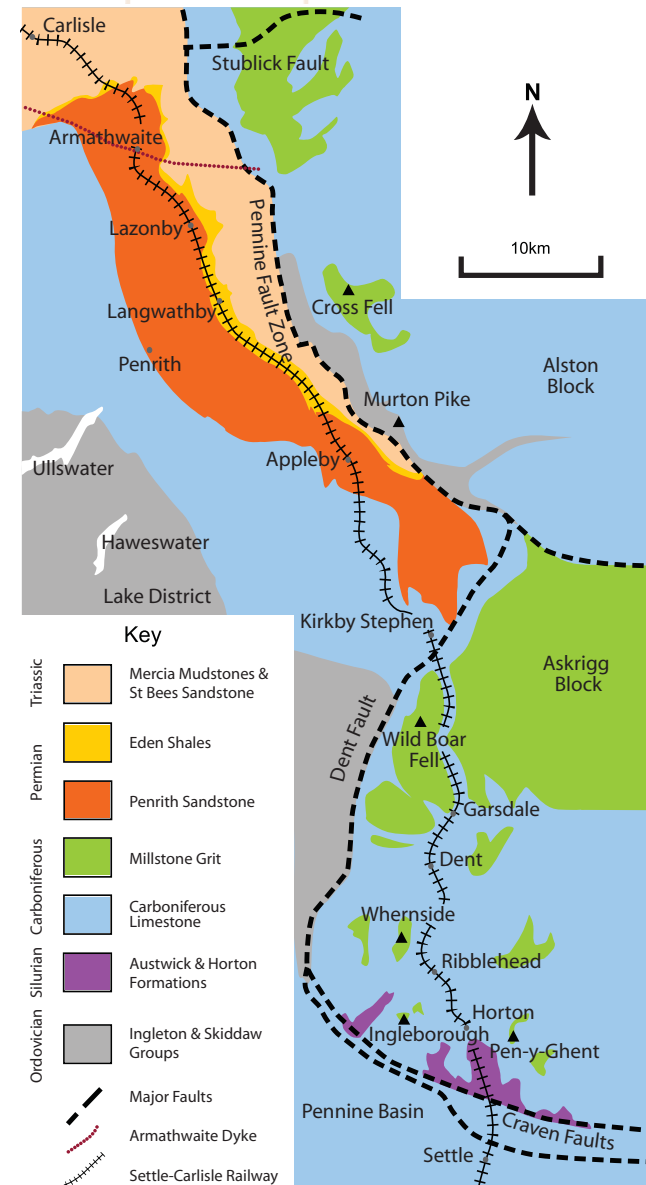 Carlisle
Stublick Fault
N
Armathwaite
10km
Lazonby
Pennine Fault Zone
Langwathby
Cross Fell
Penrith
Alston
Block
Murton Pike
Appleby
Ullswater
Haweswater
Lake District
Kirkby Stephen
Askrigg
Block
Dent Fault
Wild Boar
Fell
Garsdale
Dent
Whernside
Ribblehead
Horton
Ingleborough
Pen-y-Ghent
Pennine Basin
Craven Faults
Settle
Key
Triassic
Mercia Mudstones &
St Bees Sandstone
Permian
Eden Shales
Penrith Sandstone
Carboniferous
Millstone Grit
Carboniferous
Limestone
Silurian
Austwick & Horton
Formations
Ordovician
Ingleton & Skiddaw
Groups
Major Faults
Armathwaite Dyke
Settle-Carlisle Railway